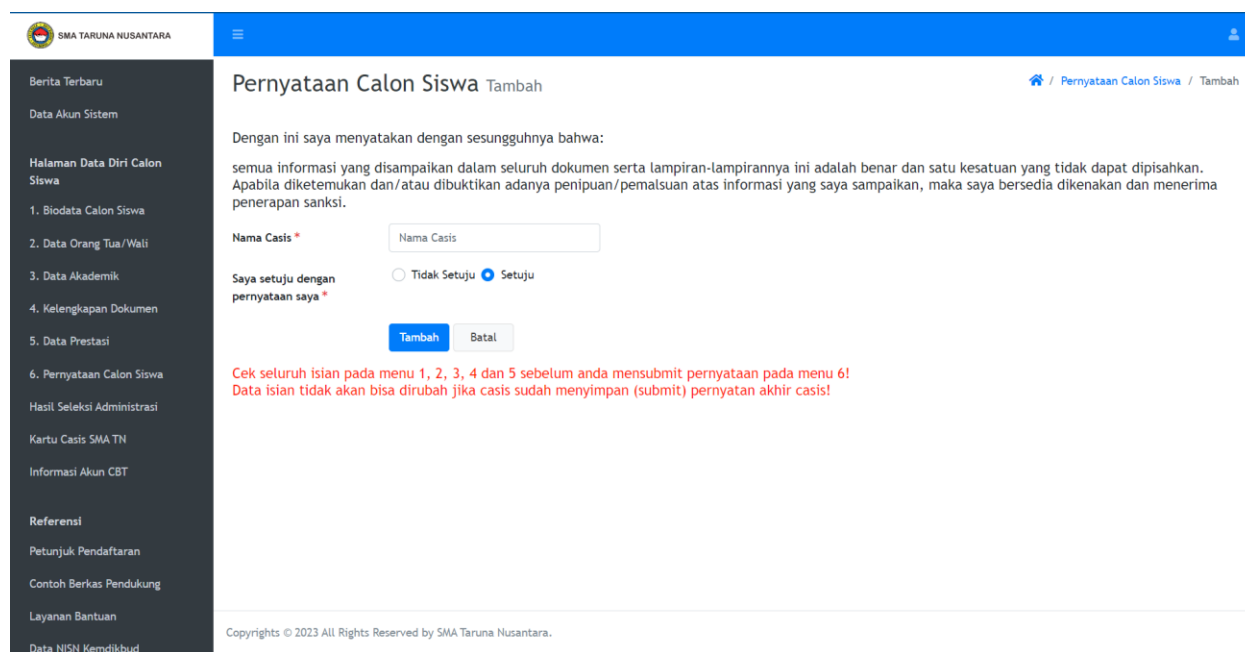 SMA TARUNA NUSANTARA
Berita Terbaru
Data Akun Sistem
Halaman Data Diri Calon
Siswa
1. Biodata Calon Siswa
2. Data Orang Tua/Wali
3. Data Akademik
4. Kelengkapan Dokumen
5. Data Prestasi
6. Pernyataan Calon Siswa
Hasil Seleksi Administrasi
Kartu Casis SMA TN
Informasi Akun CBT
Referensi
Petunjuk Pendaftaran
Contoh Berkas Pendukung
Layanan Bantuan
Data NISN Kemdikbud
Pernyataan Calon Siswa Tambah
/ Pernyataan Calon Siswa / Tambah
Dengan ini saya menyatakan dengan sesungguhnya bahwa:
semua informasi yang disampaikan dalam seluruh dokumen serta lampiran-lampirannya ini adalah benar dan satu kesatuan yang tidak dapat dipisahkan.
Apabila diketemukan dan/atau dibuktikan adanya penipuan/pemalsuan atas informasi yang saya sampaikan, maka saya bersedia dikenakan dan menerima
penerapan sanksi.
Nama Casis * Nama Casis
Saya setuju dengan Tidak Setuju Setuju
pernyataan saya *
Tambah Batal
Cek seluruh isian pada menu 1, 2, 3, 4 dan 5 sebelum anda mensubmit pernyataan pada menu 6!
Data isian tidak akan bisa dirubah jika casis sudah menyimpan (submit) pernyatan akhir casis!
Copyrights © 2023 All Rights Reserved by SMA Taruna Nusantara.